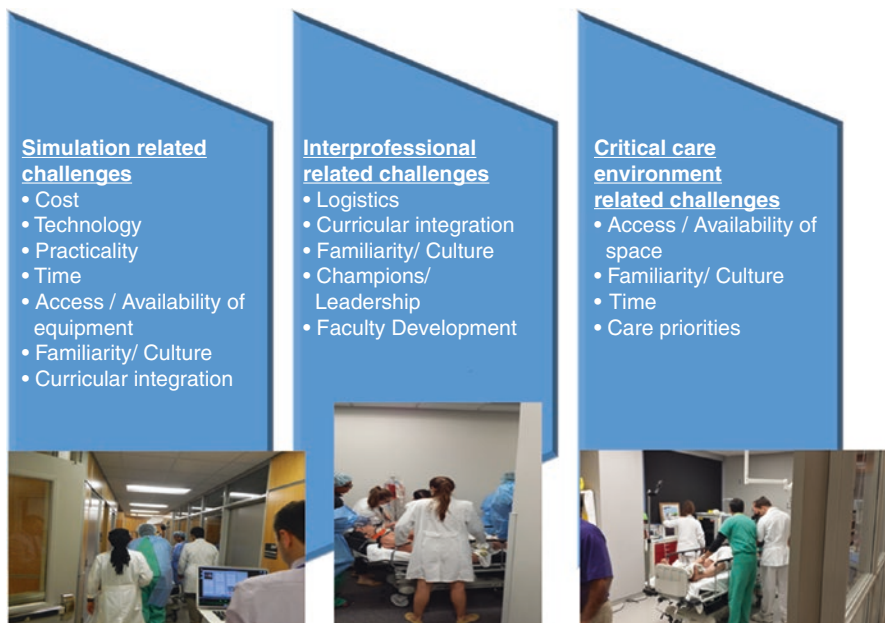 Simulation related
challenges
• Cost
• Technology
• Practicality
• Time
• Access / Availability of
equipment
• Familiarity/ Culture
• Curricular integration
Interprofessional
related challenges
• Logistics
• Curricular integration
• Familiarity/ Culture
• Champions/
Leadership
• Faculty Development
Critical care
environment
related challenges
• Access / Availability of
space
• Familiarity/ Culture
• Time
• Care priorities